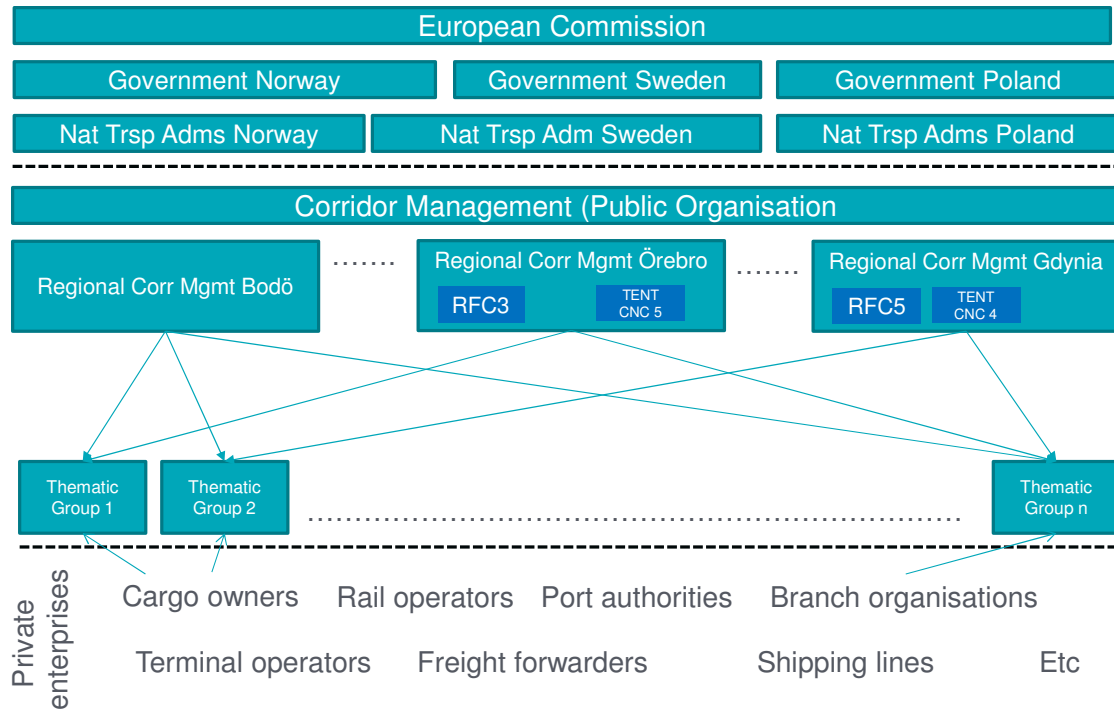 European Commission
Government Norway
Government Sweden
Government Poland
Nat Trsp Adms Norway
Nat Trsp Adm Sweden
Nat Trsp Adms Poland
Corridor Management (Public Organisation
Regional Corr Mgmt Bodö
........
Regional Corr Mgmt Örebro
RFC3
TENT
CNC 5
........
Regional Corr Mgmt Gdynia
RFC5
TENT
CNC 4
Thematic
Group 1
Thematic
Group 2
Thematic
Group n
Private
enterprises
Cargo owners
Rail operators
Port authorities
Branch organisations
Terminal operators
Freight forwarders
Shipping lines
Etc